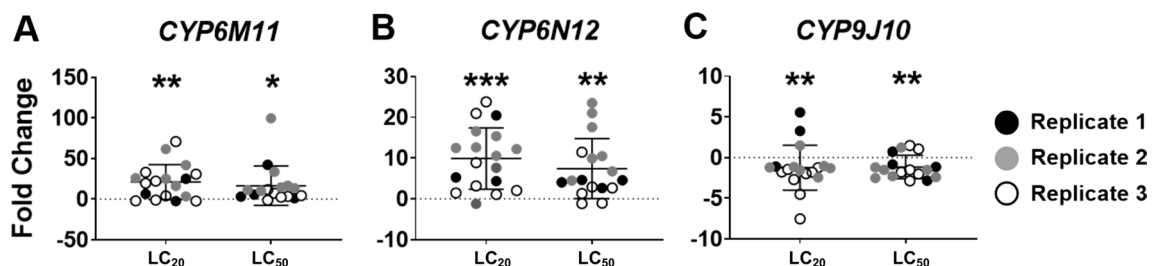 A
CYP6M11
Fold Change
150
100
50
0
-50
**
*
LC20
LC50
B
CYP6N12
30
20
10
0
-10
***
**
LC20
LC50
C
CYP9J10
10
5
0
-5
-10
**
**
LC20
LC50
Replicate 1
Replicate 2
Replicate 3